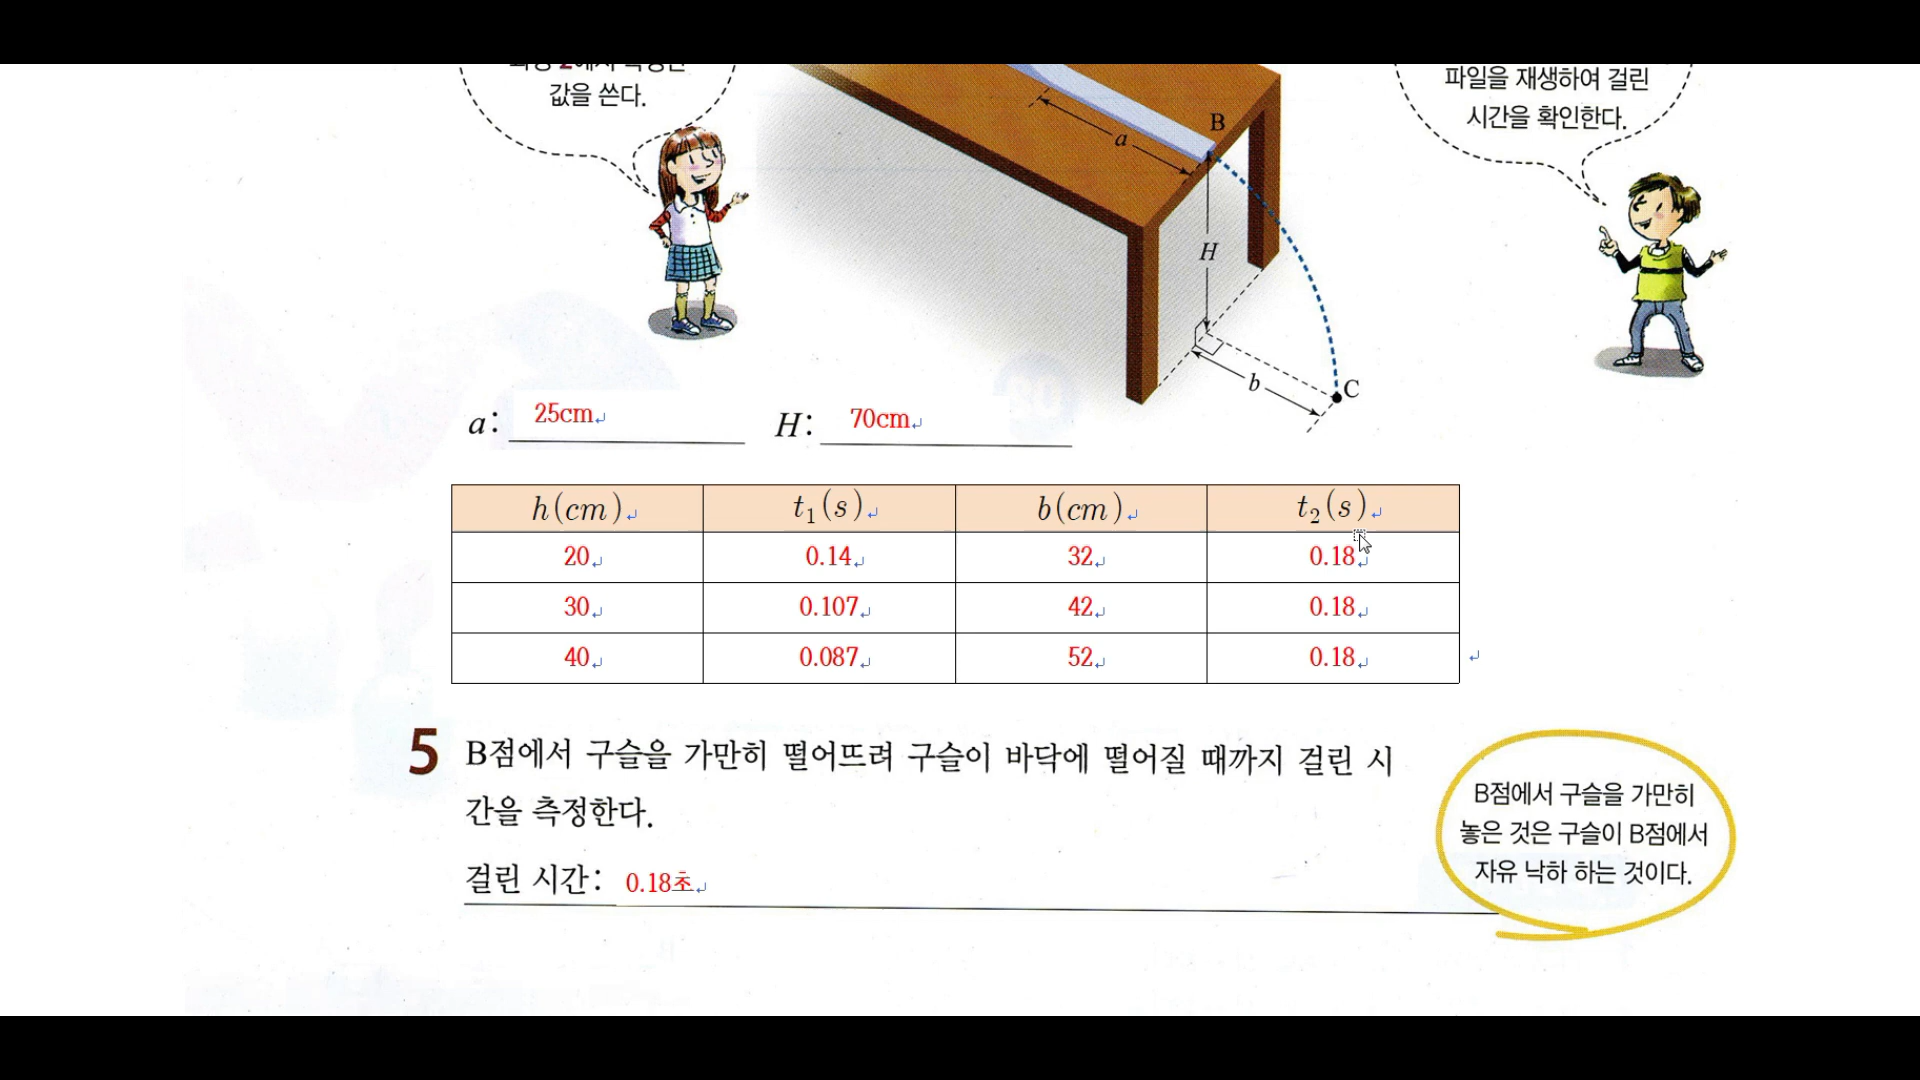 값을 쓴다.
파일을 재생하여 걸린
시간을 확인한다.
B
a
H
b
C
a: 25cm H: 70cm
h(cm) t₁(s) b(cm) t₂(s)
20 0.14 32 0.18
30 0.107 42 0.18
40 0.087 52 0.18
5 B점에서 구슬을 가만히 떨어뜨려 구슬이 바닥에 떨어질 때까지 걸린 시
간을 측정한다.
걸린 시간: 0.18초
B점에서 구슬을 가만히
놓은 것은 구슬이 B점에서
자유 낙하 하는 것이다.